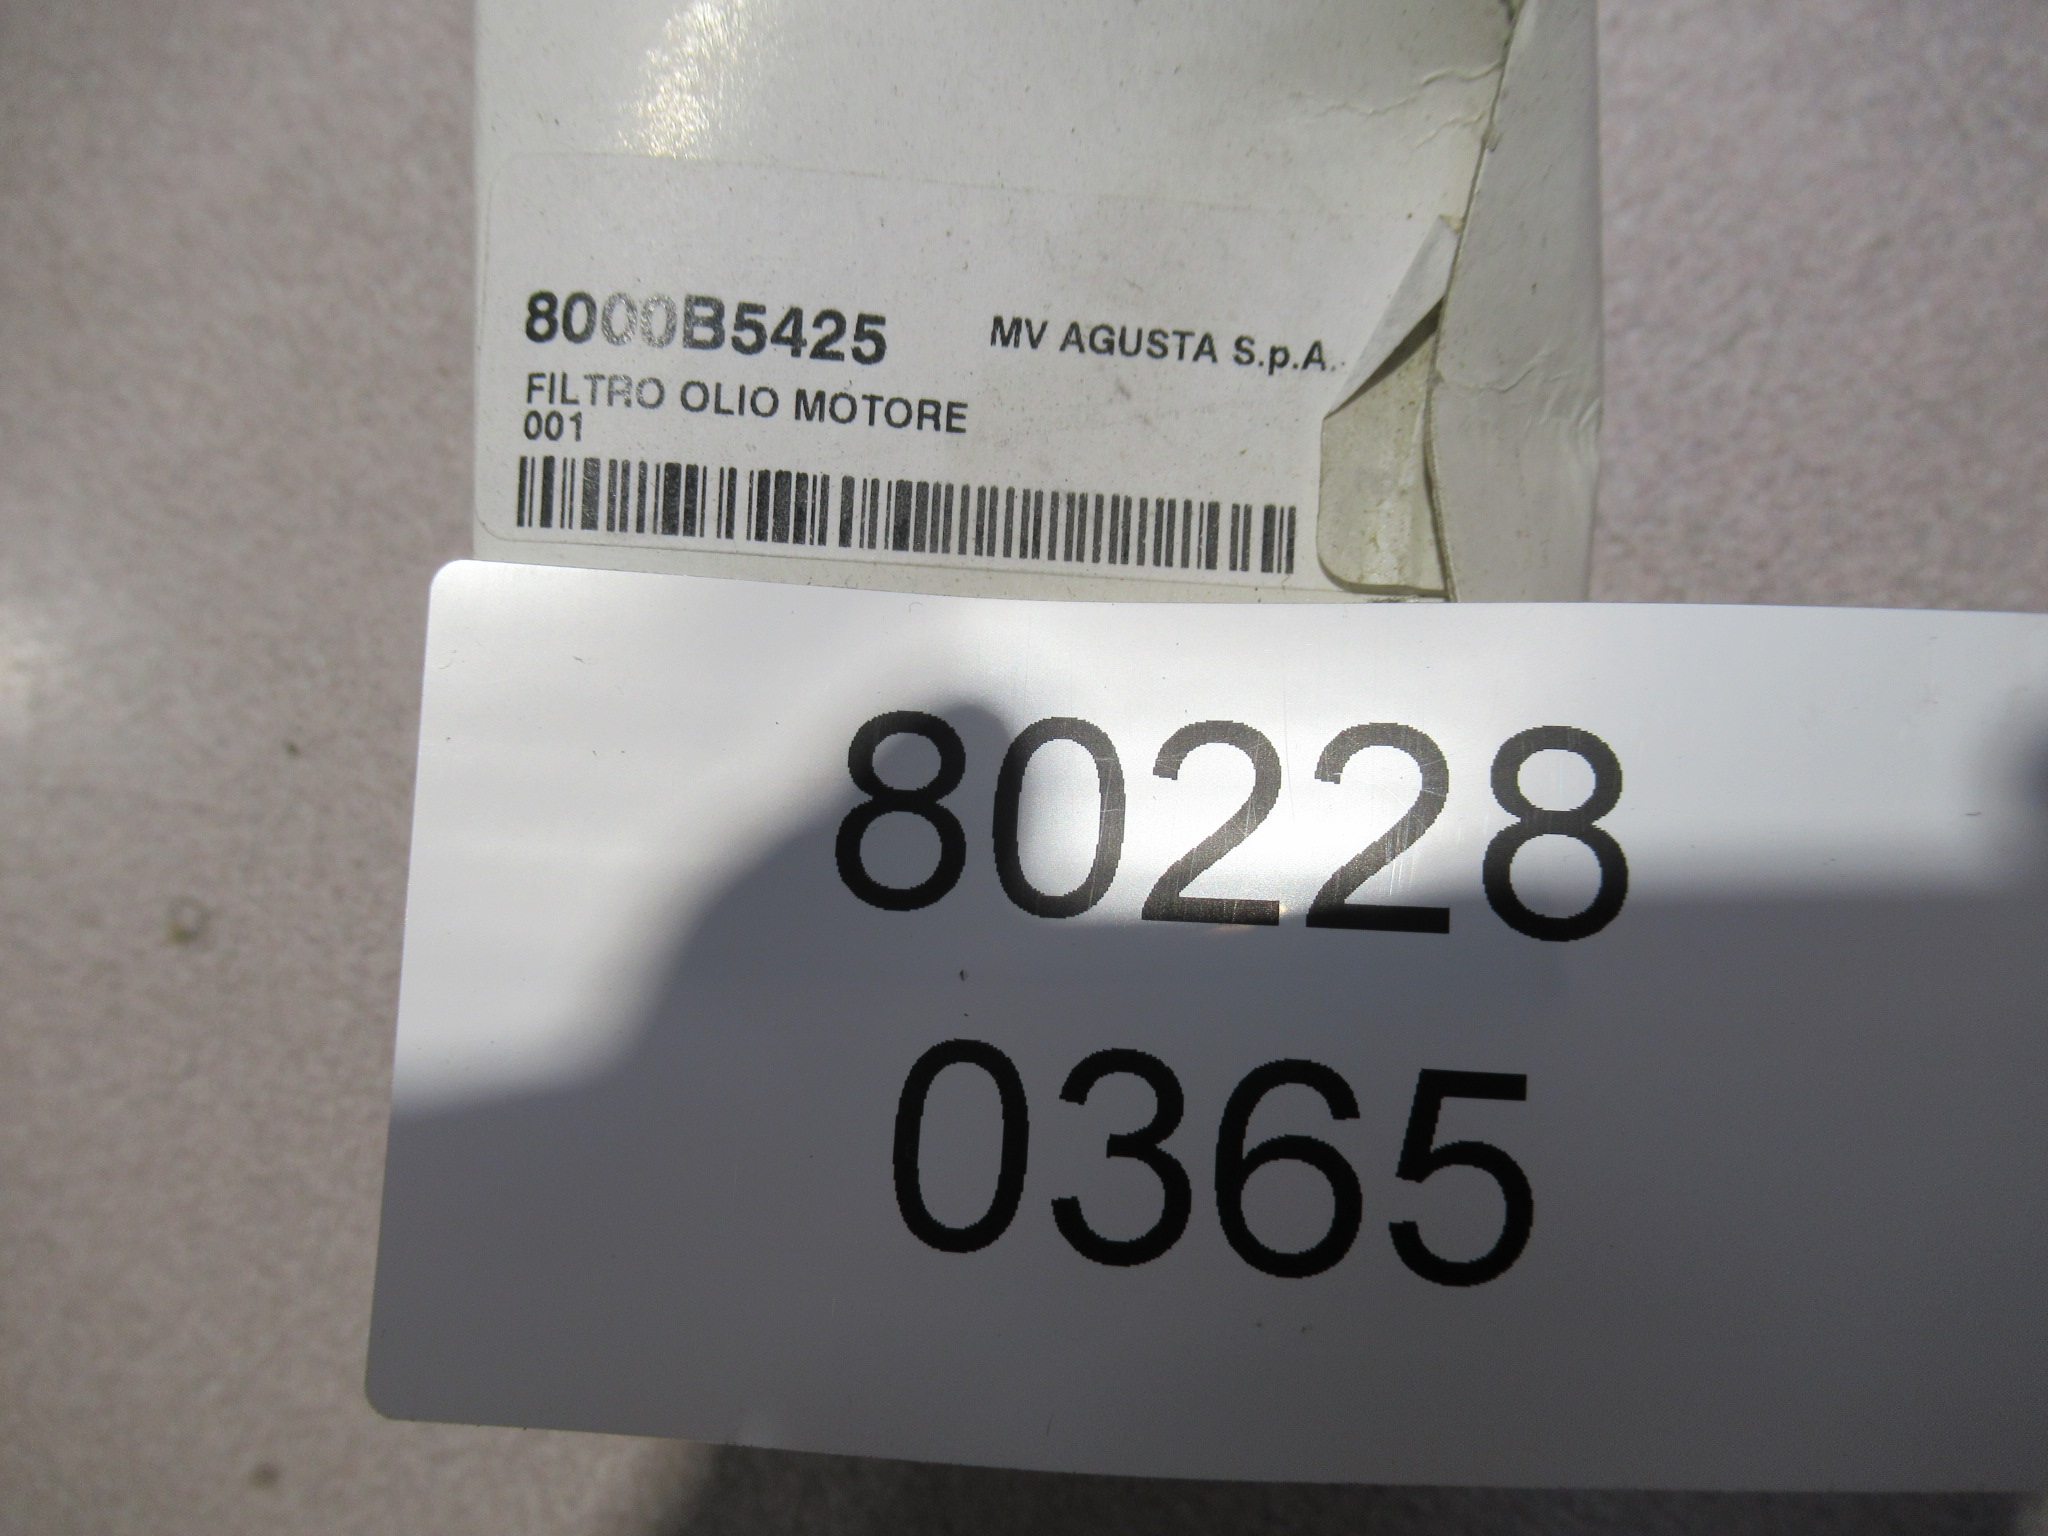 8000B5425 MV AGUSTA S.p.A.
FILTRO OLIO MOTORE
001
80228
0365